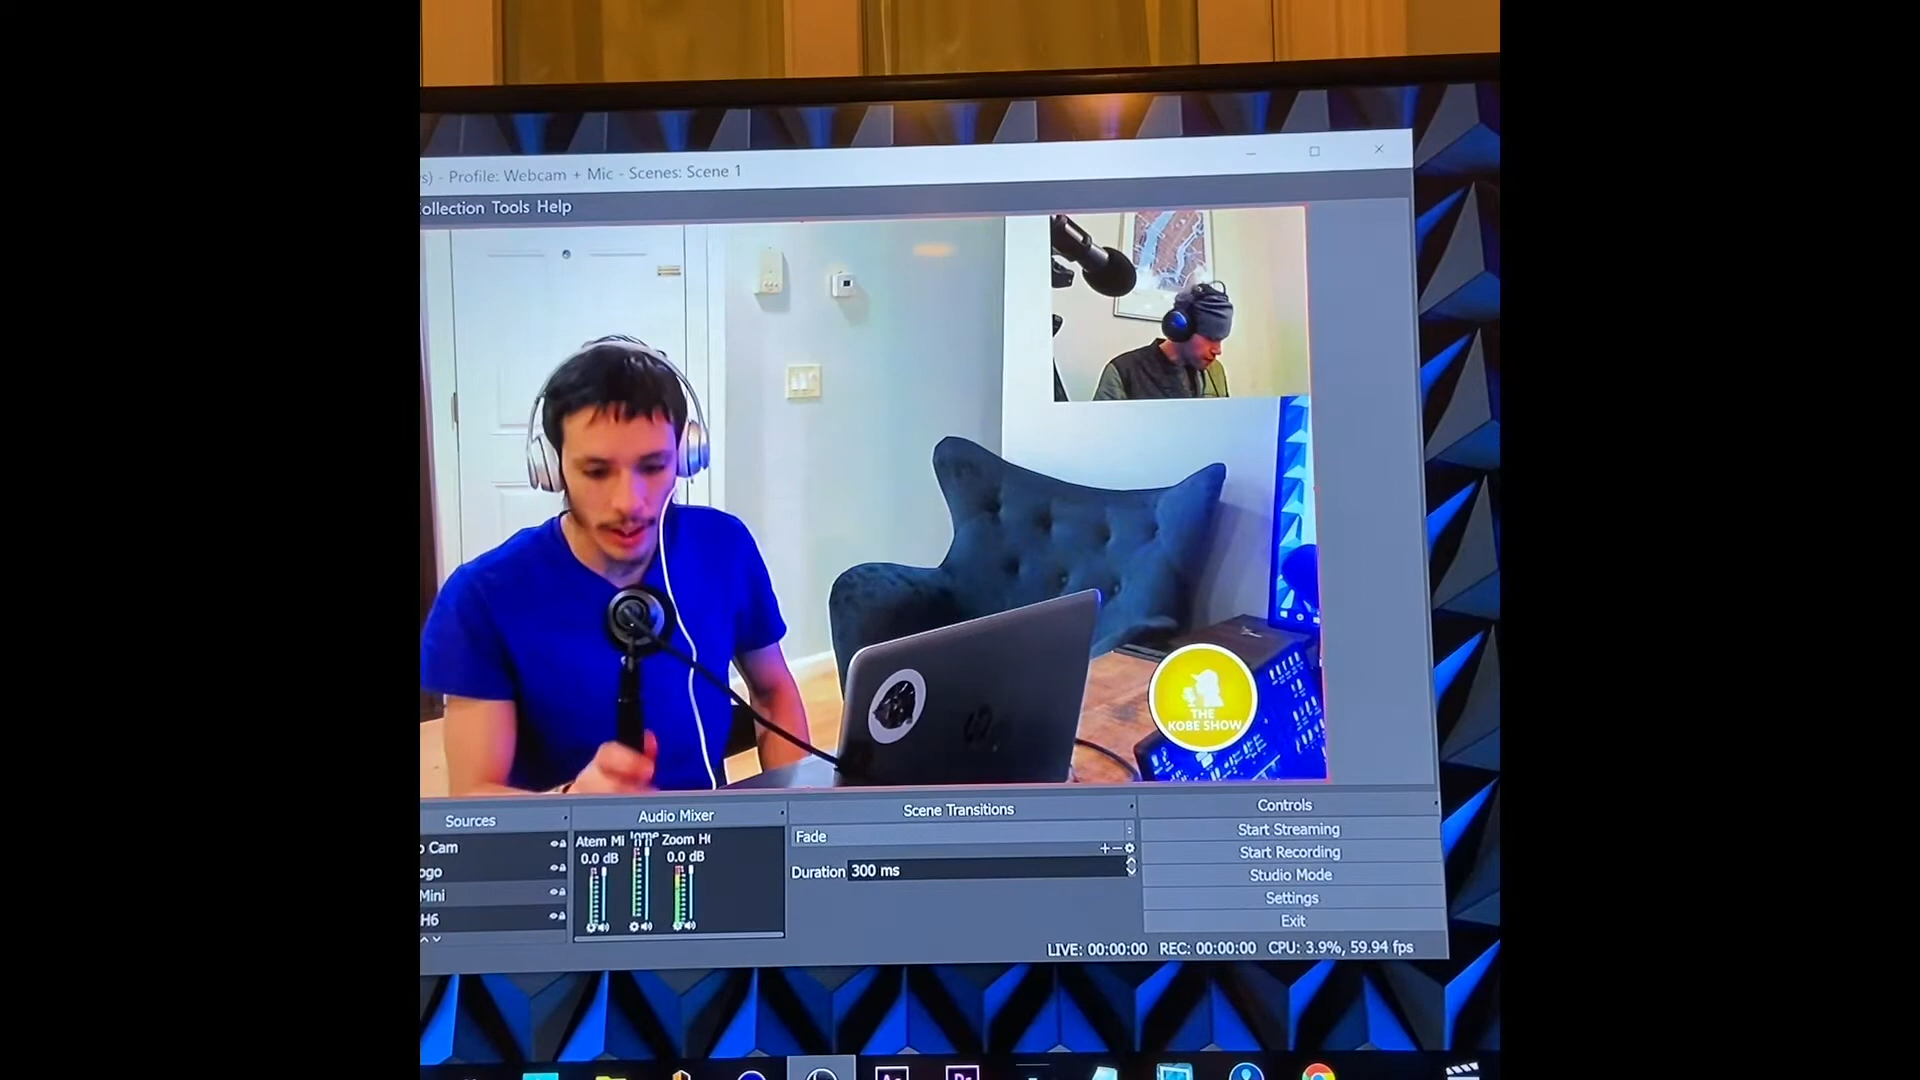 s) - Profile: Webcam + Mic - Scenes: Scene 1
ollection Tools Help
THE
KOBE SHOW
Sources
Cam
ogo
Mini
H6
Audio Mixer
Atem Mi
Zoom H
0.0 dB
0.0 dB
Scene Transitions
Fade
Duration 300 ms
Controls
Start Streaming
Start Recording
Studio Mode
Settings
Exit
LIVE: 00:00:00 REC: 00:00:00 CPU: 3.9%, 59.94 fps